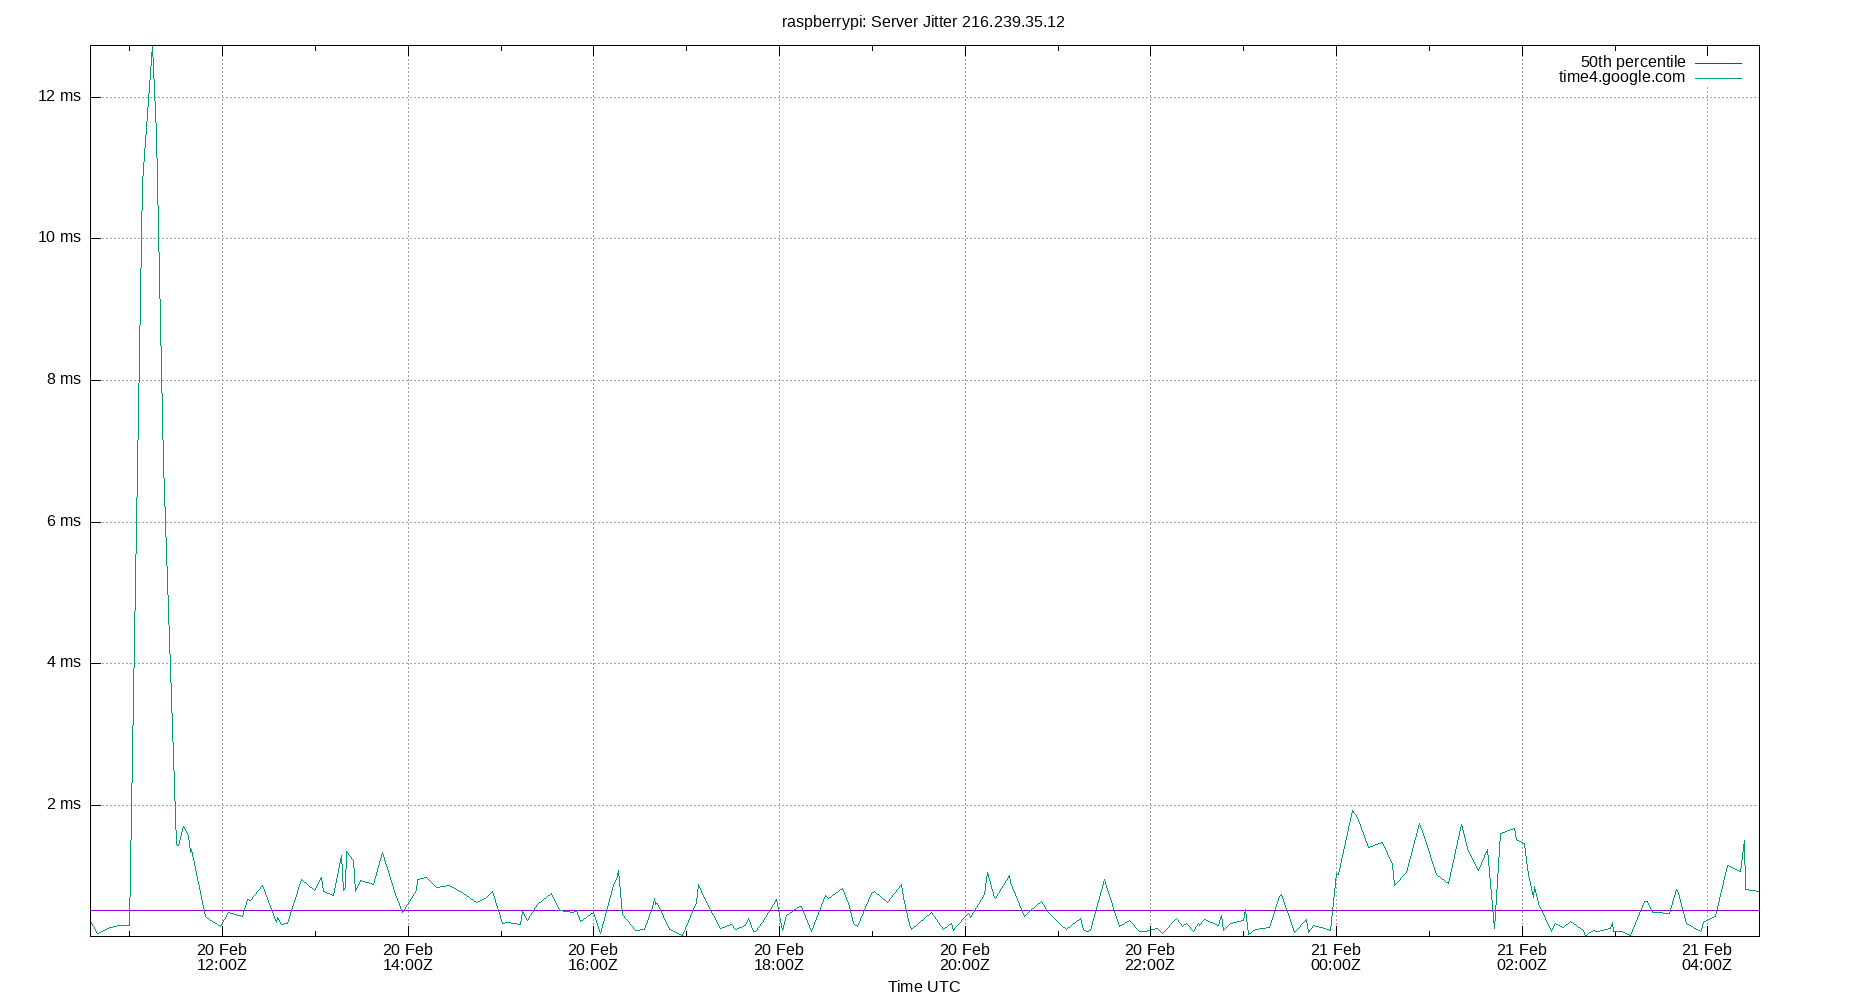 raspberrypi: Server Jitter 216.239.35.12
50th percentile
time4.google.com
12 ms
10 ms
8 ms
6 ms
4 ms
2 ms
20 Feb 20 Feb 20 Feb 20 Feb 20 Feb 20 Feb 21 Feb 21 Feb 21 Feb
12:00Z 14:00Z 16:00Z 18:00Z 20:00Z 22:00Z 00:00Z 02:00Z 04:00Z
Time UTC